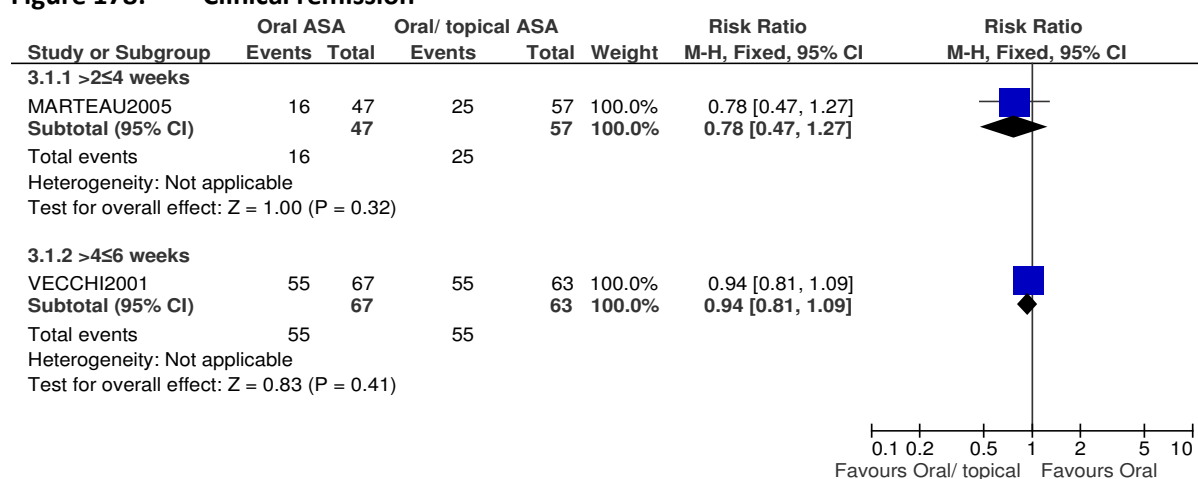 Figure 178: Clinical remission
Oral ASA Oral/ topical ASA Risk Ratio Risk Ratio
Study or Subgroup Events Total Events Total Weight M-H, Fixed, 95% CI M-H, Fixed, 95% CI
3.1.1 >2≤4 weeks
MARTEAU2005 16 47 25 57 100.0% 0.78 [0.47, 1.27]
Subtotal (95% CI) 47 57 100.0% 0.78 [0.47, 1.27]
Total events 16 25
Heterogeneity: Not applicable
Test for overall effect: Z = 1.00 (P = 0.32)
3.1.2 >4≤6 weeks
VECCHI2001 55 67 55 63 100.0% 0.94 [0.81, 1.09]
Subtotal (95% CI) 67 63 100.0% 0.94 [0.81, 1.09]
Total events 55 55
Heterogeneity: Not applicable
Test for overall effect: Z = 0.83 (P = 0.41)
0.1 0.2 0.5 1 2 5 10
Favours Oral/ topical Favours Oral